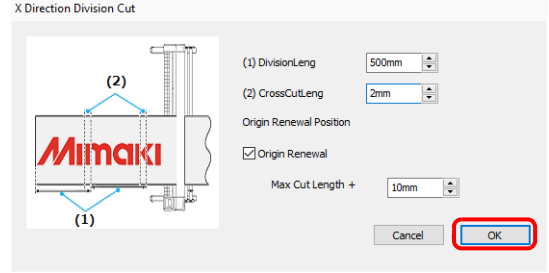 X Direction Division Cut
(1) DivisionLeng 500mm
(2) CrossCutLeng 2mm
Origin Renewal Position
Origin Renewal
Max Cut Length + 10mm
Cancel OK
(2)
Mimaki
(1)